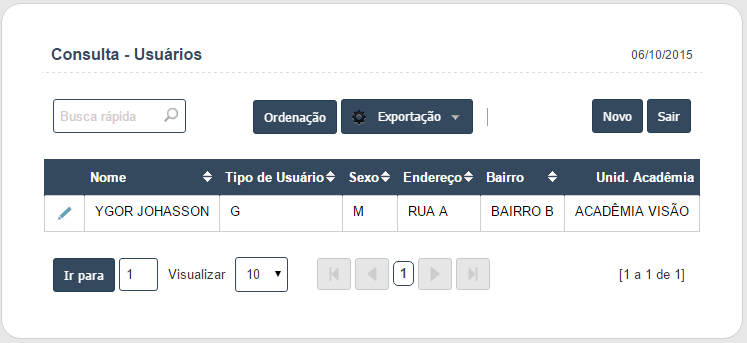 Consulta - Usuários 06/10/2015
Busca rápida Ordenação Exportação Novo Sair
Nome Tipo de Usuário Sexo Endereço Bairro Unid. Acadêmia
YGOR JOHASSON G M RUA A BAIRRO B ACADÊMIA VISÃO
Ir para 1 Visualizar 10 1 [1 a 1 de 1]